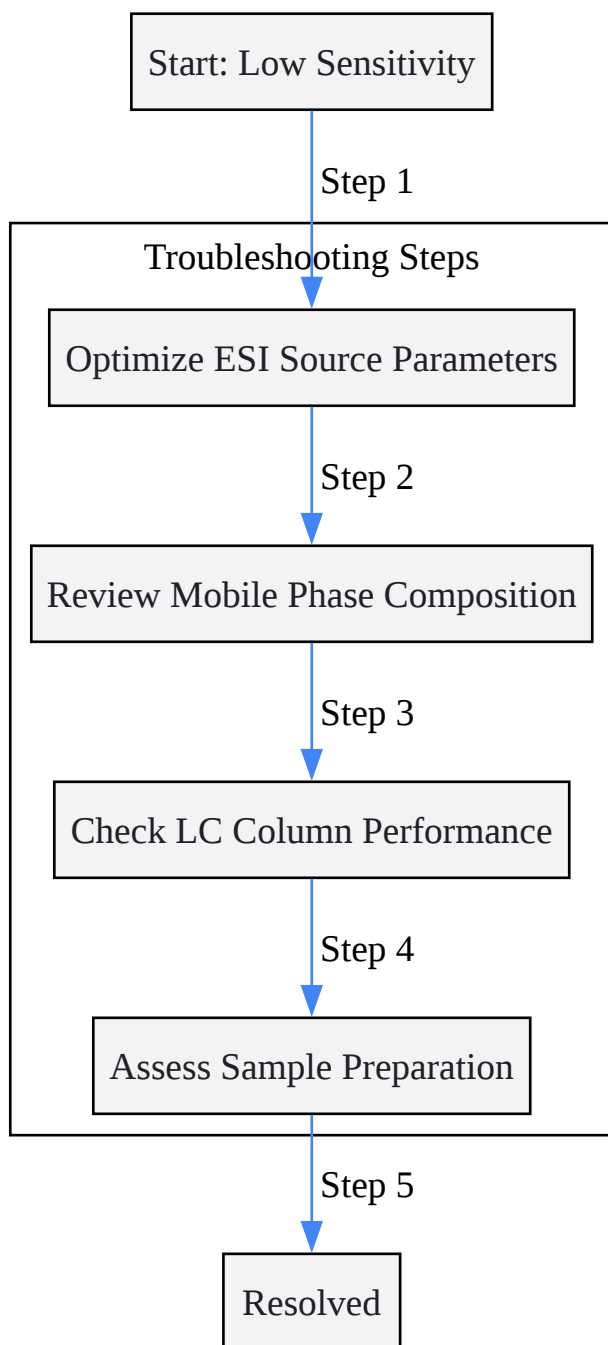 Start: Low Sensitivity
Step 1
Troubleshooting Steps
Optimize ESI Source Parameters
Step 2
Review Mobile Phase Composition
Step 3
Check LC Column Performance
Step 4
Assess Sample Preparation
Step 5
Resolved